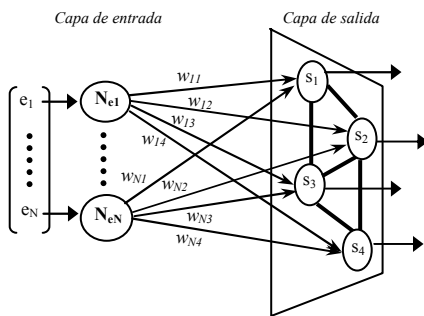 Capa de entrada
Capa de salida
e1
Ne1
w11
w12
w13
w14
s1
s2
s3
s4
eN
NeN
wN1
wN2
wN3
wN4